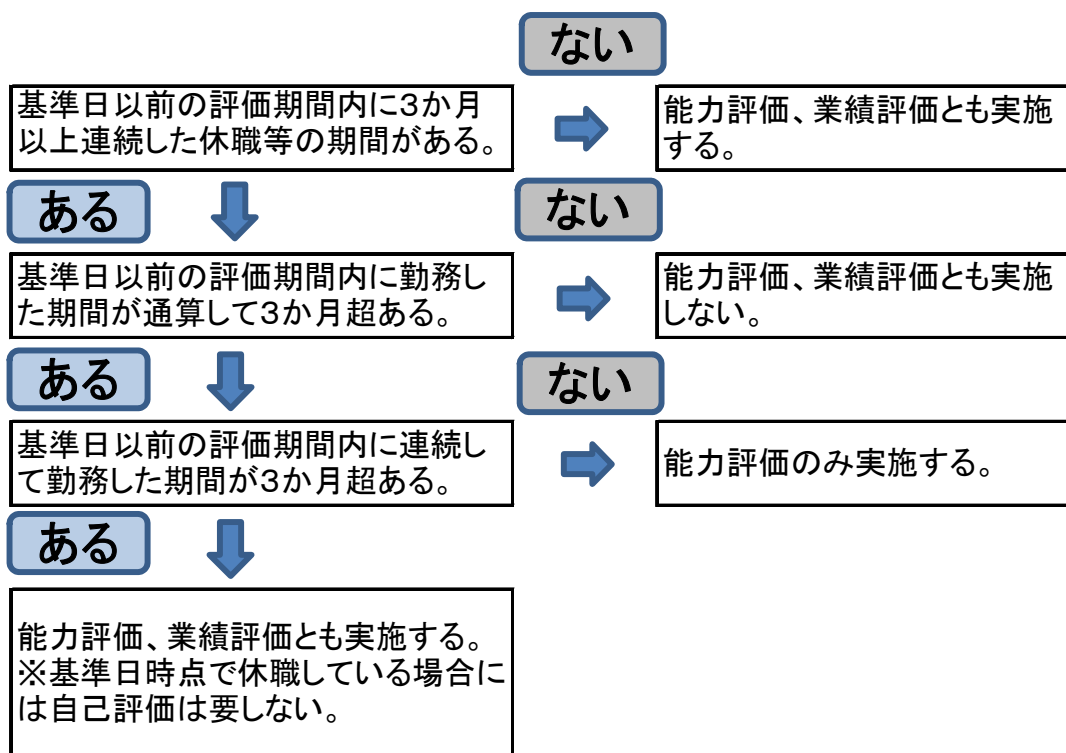 ない
基準日以前の評価期間内に3か月
以上連続した休職等の期間がある。
能力評価、業績評価とも実施
する。
ある
ない
基準日以前の評価期間内に勤務し
た期間が通算して3か月超ある。
能力評価、業績評価とも実施
しない。
ある
ない
基準日以前の評価期間内に連続し
て勤務した期間が3か月超ある。
能力評価のみ実施する。
ある
能力評価、業績評価とも実施する。
※基準日時点で休職している場合に
は自己評価は要しない。